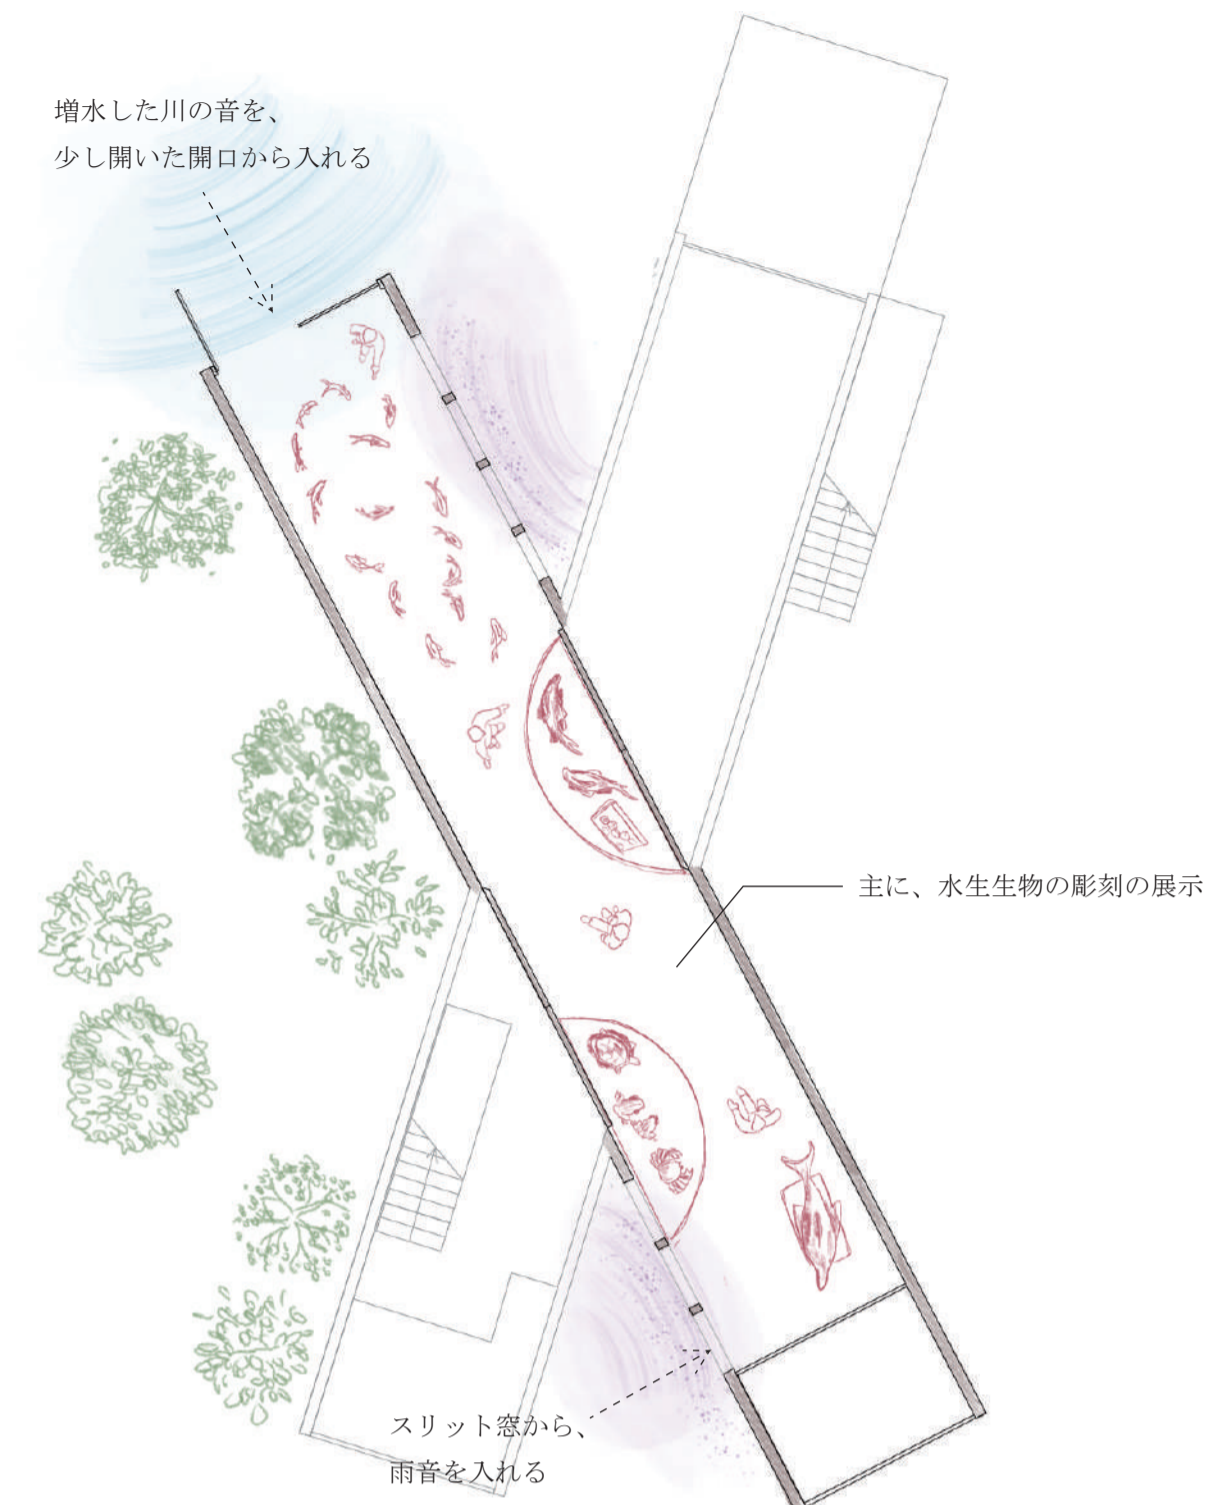 増水した川の音を、
少し開いた開口から入れる
主に、水生生物の彫刻の展示
スリット窓から、
雨音を入れる